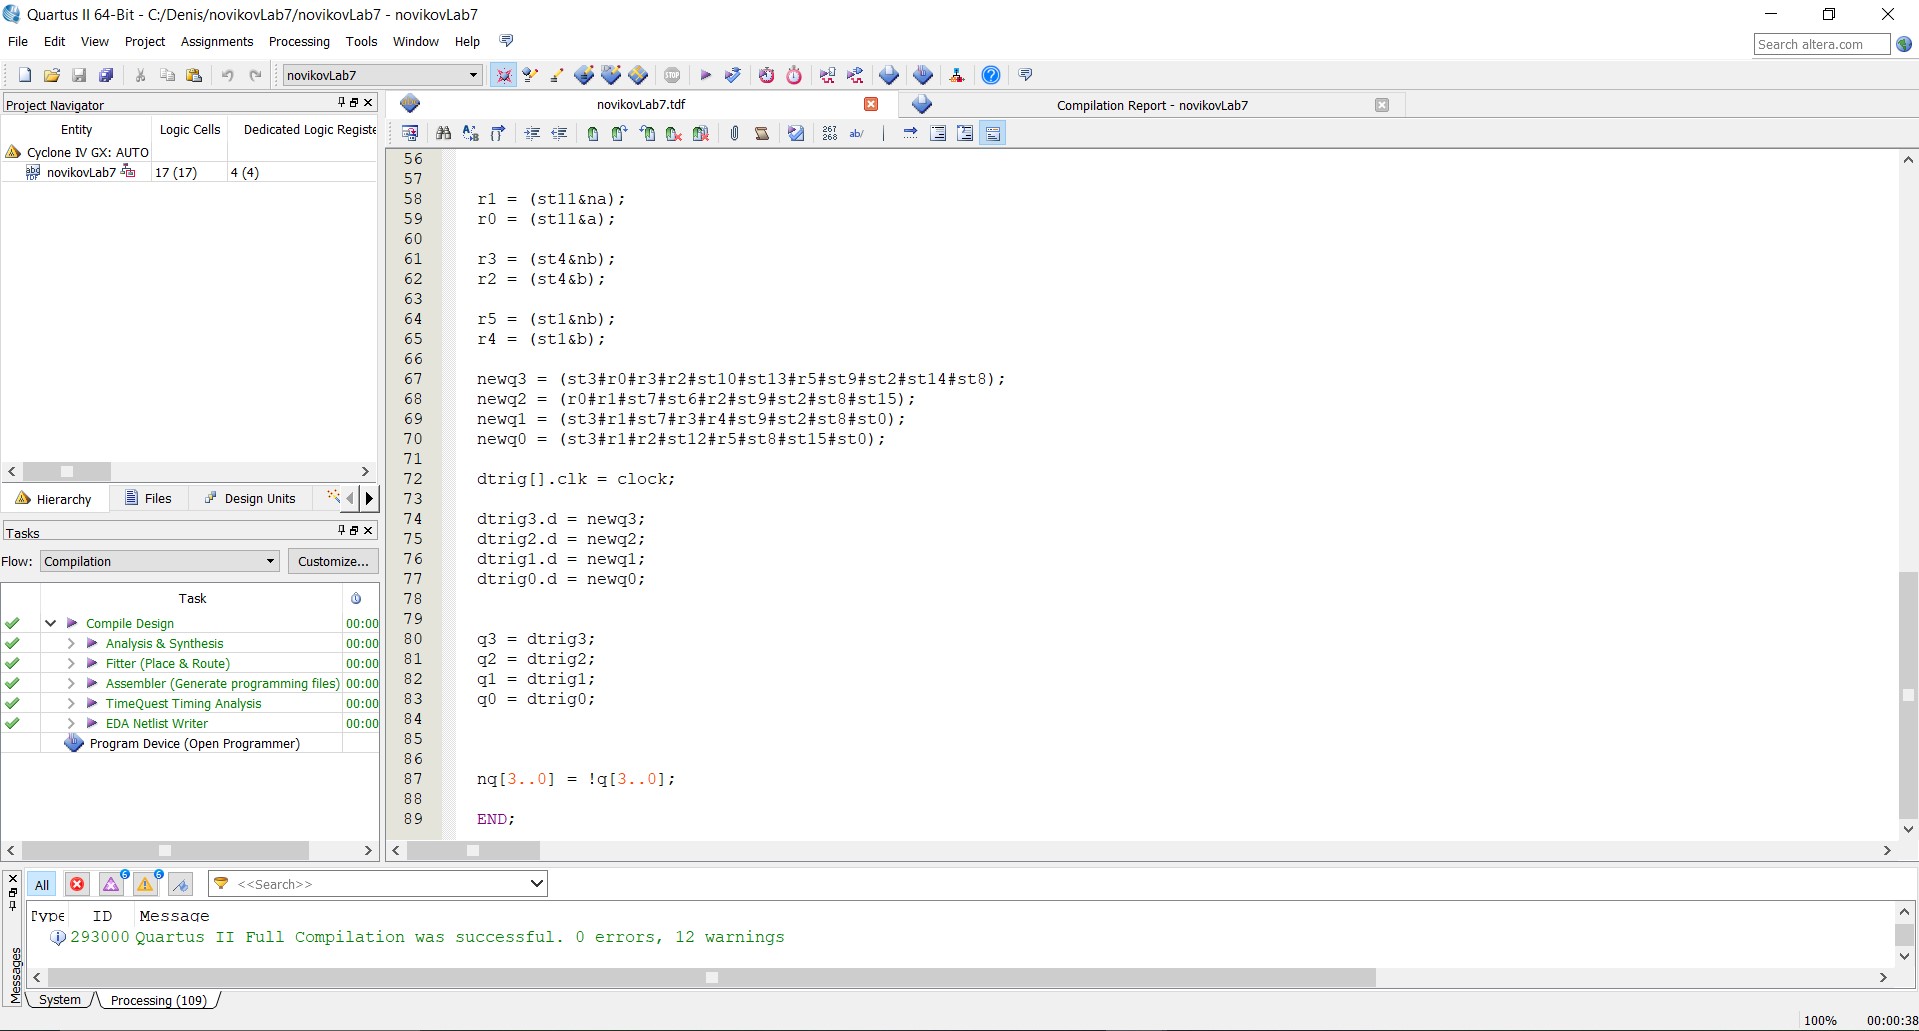 Quartus II 64-Bit - C:/Denis/novikovLab7/novikovLab7 - novikovLab7
File Edit View Project Assignments Processing Tools Window Help
Search altera.com
novikovLab7
Project Navigator
Entity Logic Cells Dedicated Logic Registe
Cyclone IV GX: AUTO
novikovLab7 17 (17) 4 (4)
Hierarchy Files Design Units
Tasks
Flow: Compilation Customize...
Task
Compile Design 00:00
Analysis & Synthesis 00:00
Fitter (Place & Route) 00:00
Assembler (Generate programming files) 00:00
TimeQuest Timing Analysis 00:00
EDA Netlist Writer 00:00
Program Device (Open Programmer)
novikovLab7.tdf Compilation Report - novikovLab7
267
268
ab/
56
57
58 r1 = (st11&na);
59 r0 = (st11&a);
60
61 r3 = (st4&nb);
62 r2 = (st4&b);
63
64 r5 = (st1&nb);
65 r4 = (st1&b);
66
67 newq3 = (st3#r0#r3#r2#st10#st13#r5#st9#st2#st14#st8);
68 newq2 = (r0#r1#st7#st6#r2#st9#st2#st8#st15);
69 newq1 = (st3#r1#st7#r3#r4#st9#st2#st8#st0);
70 newq0 = (st3#r1#r2#st12#r5#st8#st15#st0);
71
72 dtrig[].clk = clock;
73
74 dtrig3.d = newq3;
75 dtrig2.d = newq2;
76 dtrig1.d = newq1;
77 dtrig0.d = newq0;
78
79
80 q3 = dtrig3;
81 q2 = dtrig2;
82 q1 = dtrig1;
83 q0 = dtrig0;
84
85
86
87 nq[3..0] = !q[3..0];
88
89 END;
Messages
All 6 6 <<Search>>
Type ID Message
293000 Quartus II Full Compilation was successful. 0 errors, 12 warnings
System Processing (109)
100% 00:00:38